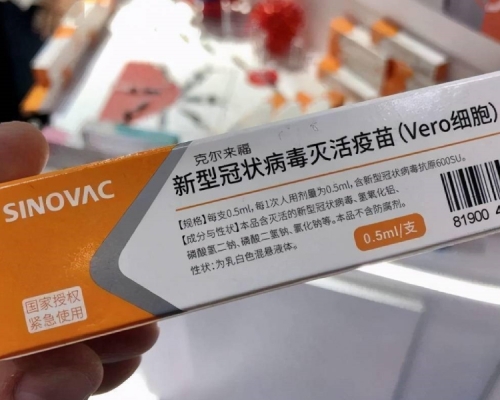 SINOVAC
国家授权
紧急使用
克尔来福
新型冠状病毒灭活疫苗（Vero细胞）
【规格】每支0.5ml，每1次人用剂量为0.5ml，含新型冠状病毒抗原600SU。
【成分与性状】本品含灭活的新型冠状病毒、氢氧化铝、
磷酸氢二钠、磷酸二氢钠、氯化钠等。本品不含防腐剂。
性状：为乳白色混悬液体。
0.5ml/支
81900